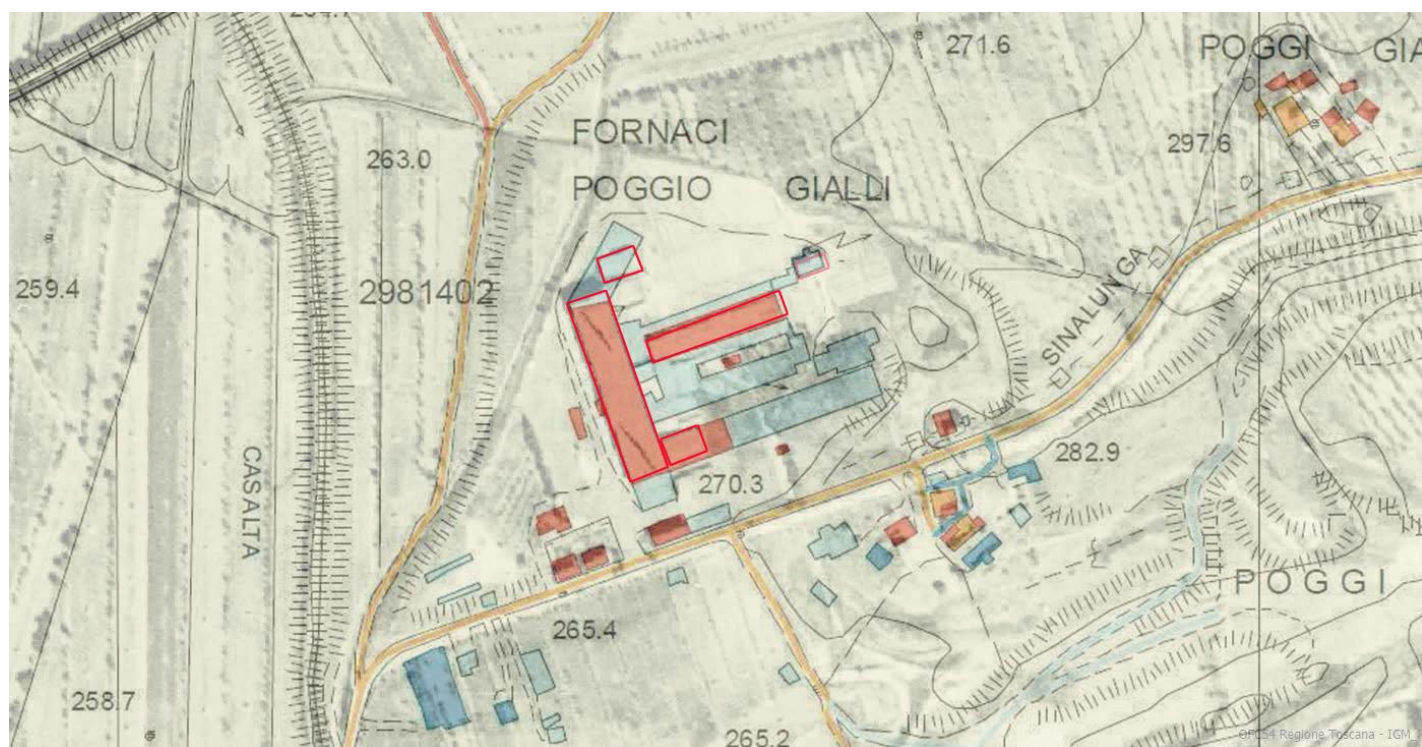 271.6
POGGI GIA
297.6
263.0
FORNACI
POGGIO GIALLI
259.4
2981402
SINALUNGA
CASALTA
270.3
282.9
POGGI
265.4
258.7
265.2
OFC54 Regione Toscana - IGM